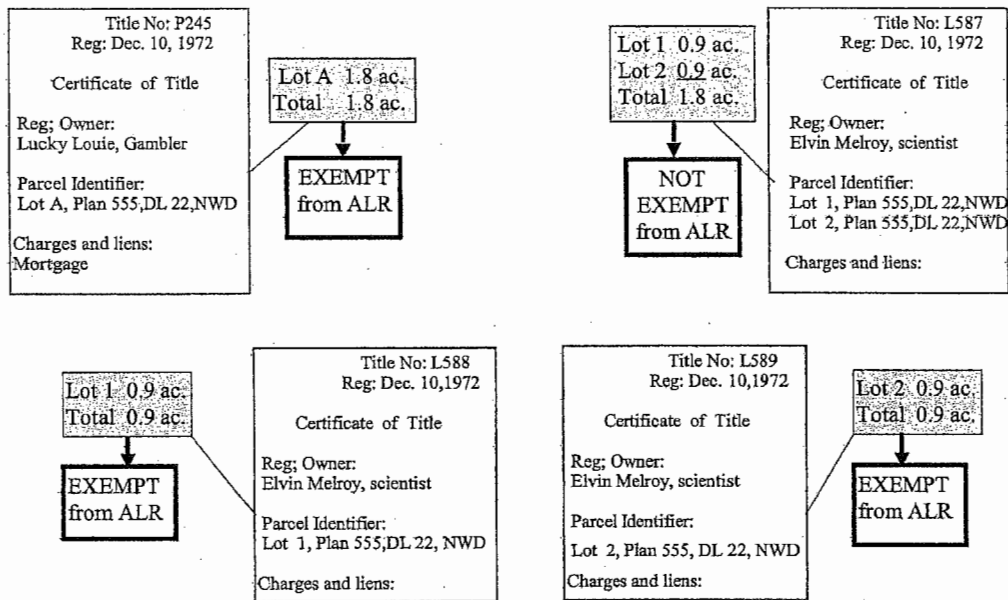 Title No: P245
Reg: Dec. 10, 1972
Certificate of Title
Reg; Owner:
Lucky Louie, Gambler
Parcel Identifier:
Lot A, Plan 555,DL 22,NWD
Charges and liens:
Mortgage
Lot A 1.8 ac.
Total 1.8 ac.
EXEMPT
from ALR
Lot 1 0.9 ac.
Lot 2 0.9 ac.
Total 1.8 ac.
NOT
EXEMPT
from ALR
Title No: L587
Reg: Dec. 10, 1972
Certificate of Title
Reg; Owner:
Elvin Melroy, scientist
Parcel Identifier:
Lot 1, Plan 555,DL 22,NWD
Lot 2, Plan 555,DL 22,NWD
Charges and liens:
Lot 1 0.9 ac.
Total 0.9 ac.
EXEMPT
from ALR
Title No: L588
Reg: Dec. 10,1972
Certificate of Title
Reg; Owner:
Elvin Melroy, scientist
Parcel Identifier:
Lot 1, Plan 555,DL 22, NWD
Charges and liens:
Title No: L589
Reg: Dec. 10,1972
Certificate of Title
Reg; Owner:
Elvin Melroy, scientist
Parcel Identifier:
Lot 2, Plan 555, DL 22, NWD
Charges and liens:
Lot 2 0.9 ac.
Total 0.9 ac.
EXEMPT
from ALR